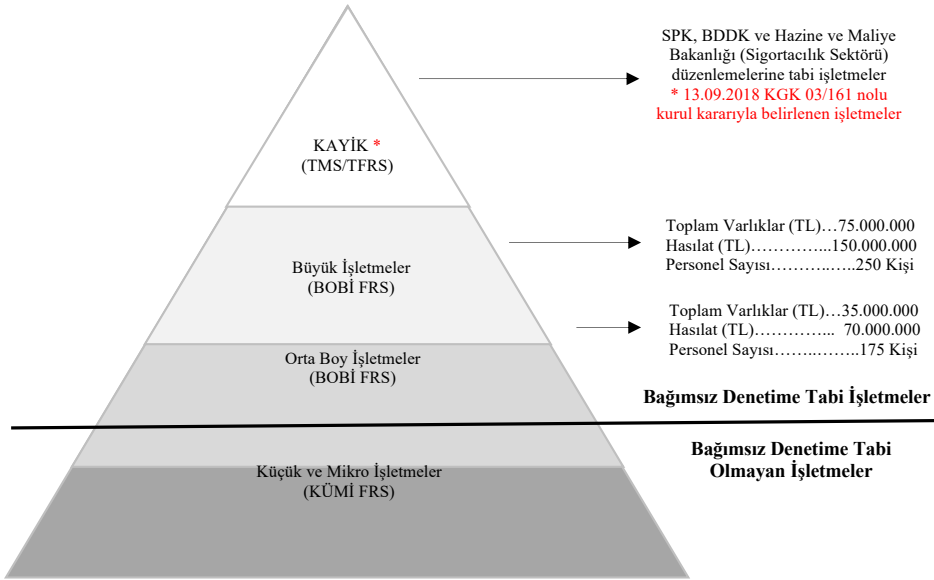 SPK, BDDK ve Hazine ve Maliye
Bakanlığı (Sigortacılık Sektörü)
düzenlemelerine tabi işletmeler
* 13.09.2018 KGK 03/161 nolu
kurul kararıyla belirlenen işletmeler
KAYİK *
(TMS/TFRS)
Toplam Varlıklar (TL)…75.000.000
Hasılat (TL)…………...150.000.000
Personel Sayısı………..…..250 Kişi
Büyük İşletmeler
(BOBİ FRS)
Toplam Varlıklar (TL)…35.000.000
Hasılat (TL)…………... 70.000.000
Personel Sayısı……..……..175 Kişi
Orta Boy İşletmeler
(BOBİ FRS)
Bağımsız Denetime Tabi İşletmeler
Bağımsız Denetime Tabi
Olmayan İşletmeler
Küçük ve Mikro İşletmeler
(KÜMİ FRS)